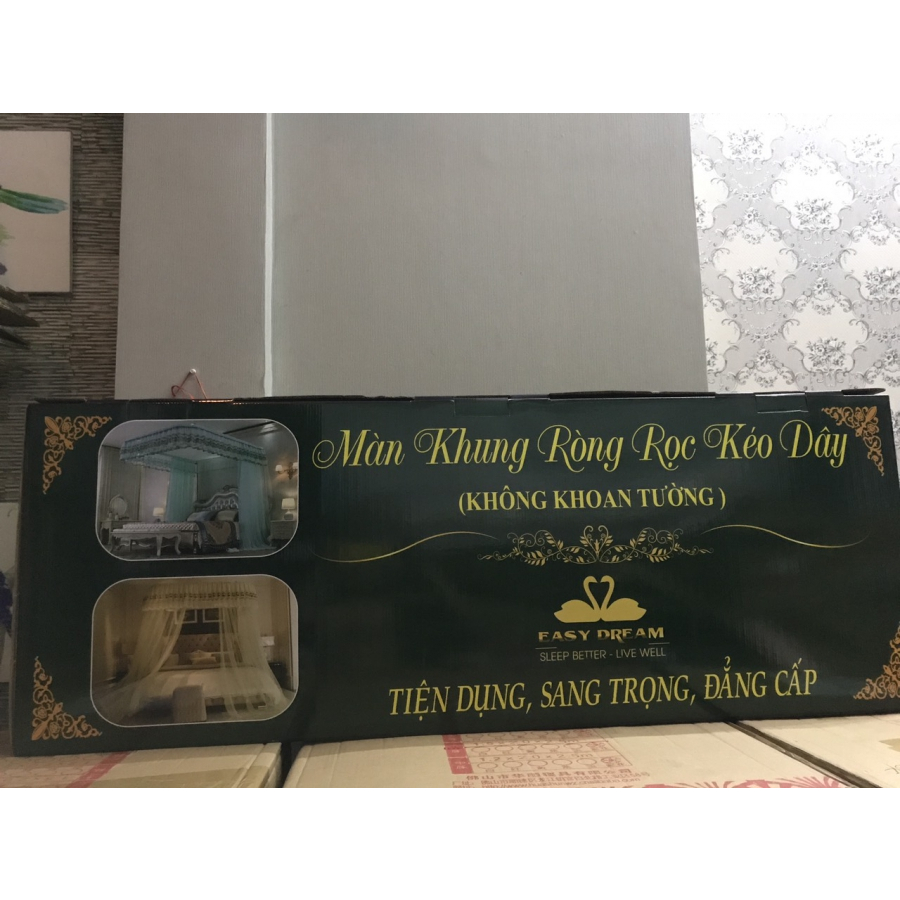 Màn Khung Ròng Rọc Kéo Dây
(KHÔNG KHOAN TƯỜNG )
EASY DREAM
SLEEP BETTER - LIVE WELL
TIỆN DỤNG, SANG TRỌNG, ĐẲNG CẤP